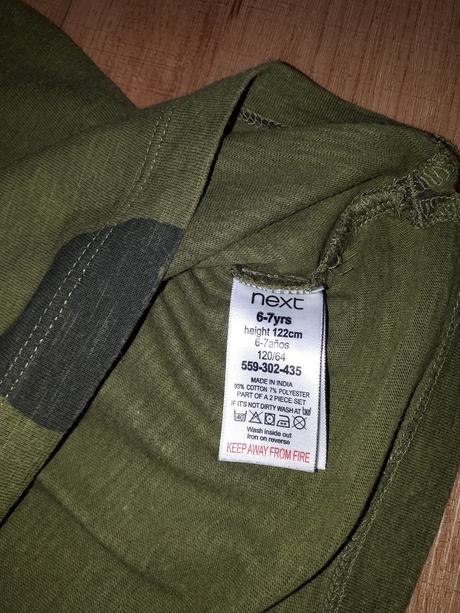 next
6-7yrs
height 122cm
6-7años
120/64
559-302-435
MADE IN INDIA
93% COTTON 7% POLYESTER
PART OF A 2 PIECE SET
IF IT'S NOT DIRTY WASH AT
Wash inside out
Iron on reverse
KEEP AWAY FROM FIRE